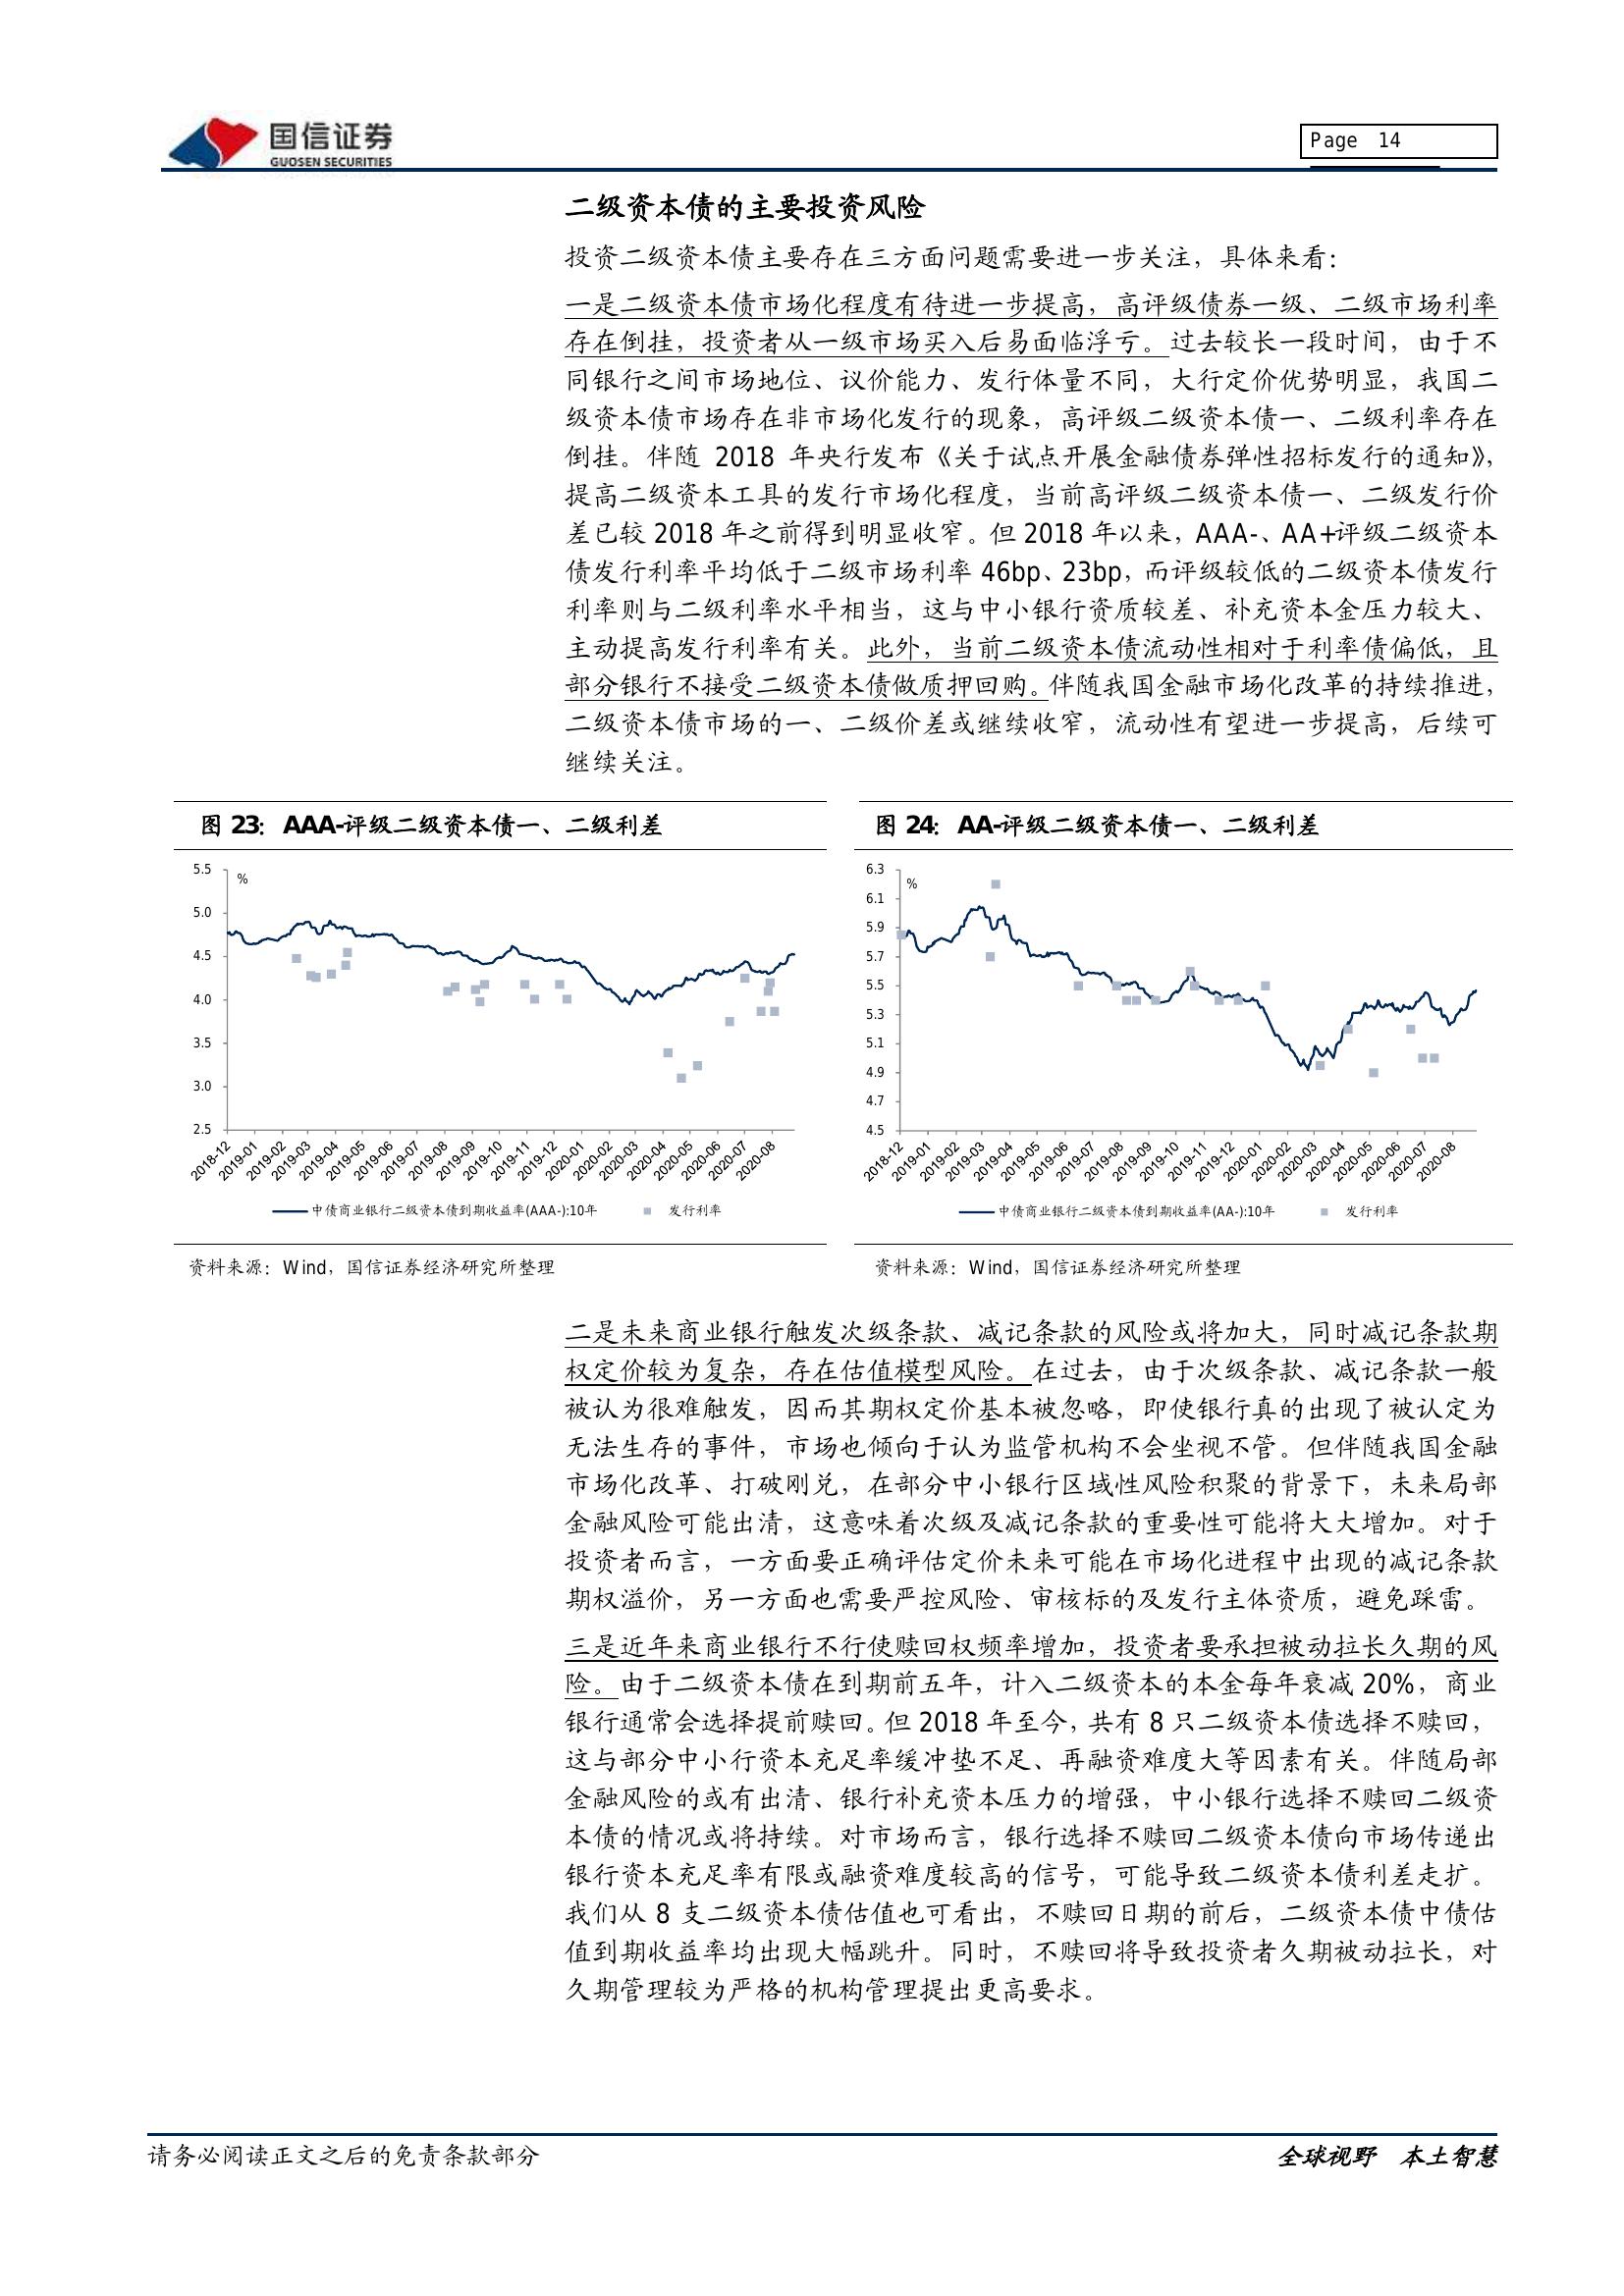 国信证券
GUOSEN SECURITIES
Page 14
二级资本债的主要投资风险
投资二级资本债主要存在三方面问题需要进一步关注，具体来看：
一是二级资本债市场化程度有待进一步提高，高评级债券一级、二级市场利率
存在倒挂，投资者从一级市场买入后易面临浮亏。过去较长一段时间，由于不
同银行之间市场地位、议价能力、发行体量不同，大行定价优势明显，我国二
级资本债市场存在非市场化发行的现象，高评级二级资本债一、二级利率存在
倒挂。伴随 2018 年央行发布《关于试点开展金融债券弹性招标发行的通知》，
提高二级资本工具的发行市场化程度，当前高评级二级资本债一、二级发行价
差已较 2018 年之前得到明显收窄。但 2018 年以来，AAA-、AA+评级二级资本
债发行利率平均低于二级市场利率 46bp、23bp，而评级较低的二级资本债发行
利率则与二级利率水平相当，这与中小银行资质较差、补充资本金压力较大、
主动提高发行利率有关。此外，当前二级资本债流动性相对于利率债偏低，且
部分银行不接受二级资本债做质押回购。伴随我国金融市场化改革的持续推进，
二级资本债市场的一、二级价差或继续收窄，流动性有望进一步提高，后续可
继续关注。
图 23：AAA-评级二级资本债一、二级利差
5.5
%
5.0
4.5
4.0
3.5
3.0
2.5
2018-12
2019-01
2019-02
2019-03
2019-04
2019-05
2019-06
2019-07
2019-08
2019-09
2019-10
2019-11
2019-12
2020-01
2020-02
2020-03
2020-04
2020-05
2020-06
2020-07
2020-08
中债商业银行二级资本债到期收益率(AAA-):10年
发行利率
资料来源：Wind，国信证券经济研究所整理
图 24：AA-评级二级资本债一、二级利差
6.3
%
6.1
5.9
5.7
5.5
5.3
5.1
4.9
4.7
4.5
2018-12
2019-01
2019-02
2019-03
2019-04
2019-05
2019-06
2019-07
2019-08
2019-09
2019-10
2019-11
2019-12
2020-01
2020-02
2020-03
2020-04
2020-05
2020-06
2020-07
2020-08
中债商业银行二级资本债到期收益率(AA-):10年
发行利率
资料来源：Wind，国信证券经济研究所整理
二是未来商业银行触发次级条款、减记条款的风险或将加大，同时减记条款期
权定价较为复杂，存在估值模型风险。在过去，由于次级条款、减记条款一般
被认为很难触发，因而其期权定价基本被忽略，即使银行真的出现了被认定为
无法生存的事件，市场也倾向于认为监管机构不会坐视不管。但伴随我国金融
市场化改革、打破刚兑，在部分中小银行区域性风险积聚的背景下，未来局部
金融风险可能出清，这意味着次级及减记条款的重要性可能将大大增加。对于
投资者而言，一方面要正确评估定价未来可能在市场化进程中出现的减记条款
期权溢价，另一方面也需要严控风险、审核标的及发行主体资质，避免踩雷。
三是近年来商业银行不行使赎回权频率增加，投资者要承担被动拉长久期的风
险。由于二级资本债在到期前五年，计入二级资本的本金每年衰减 20%，商业
银行通常会选择提前赎回。但 2018 年至今，共有 8 只二级资本债选择不赎回，
这与部分中小行资本充足率缓冲垫不足、再融资难度大等因素有关。伴随局部
金融风险的或有出清、银行补充资本压力的增强，中小银行选择不赎回二级资
本债的情况或将持续。对市场而言，银行选择不赎回二级资本债向市场传递出
银行资本充足率有限或融资难度较高的信号，可能导致二级资本债利差走扩。
我们从 8 支二级资本债估值也可看出，不赎回日期的前后，二级资本债中债估
值到期收益率均出现大幅跳升。同时，不赎回将导致投资者久期被动拉长，对
久期管理较为严格的机构管理提出更高要求。
请务必阅读正文之后的免责条款部分
全球视野 本土智慧